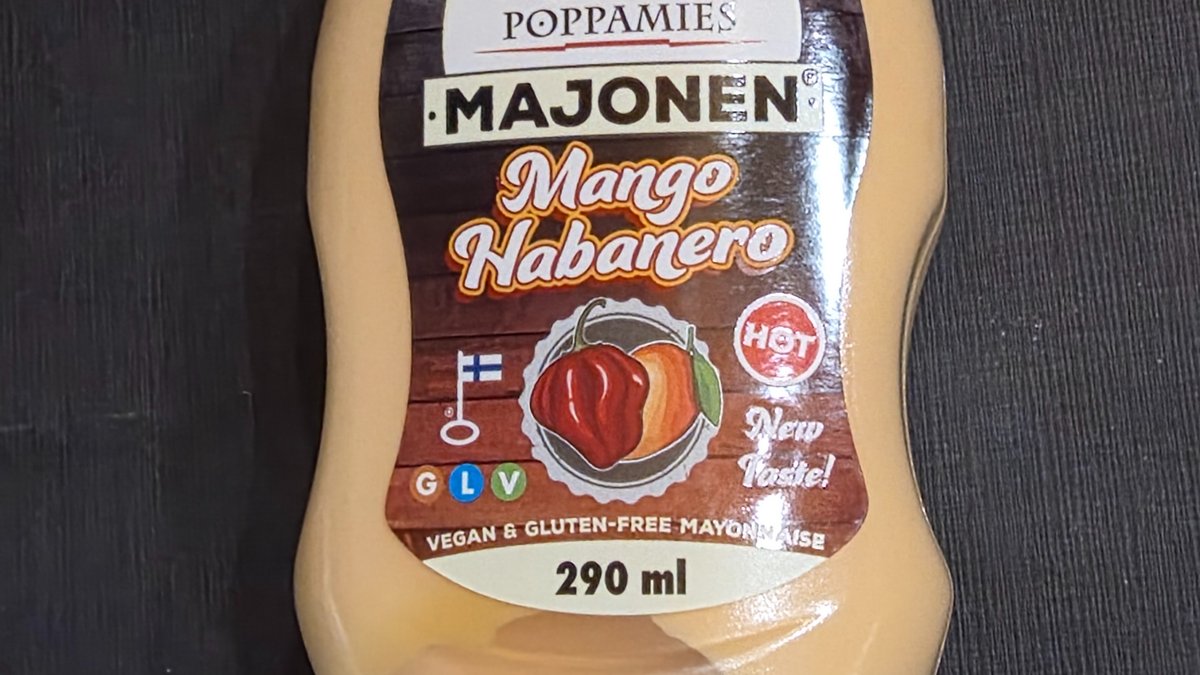 POPPAMIES
·MAJONEN·
Mango
Habanero
HOT
New
Taste!
G L V
VEGAN & GLUTEN-FREE MAYONNAISE
290 ml